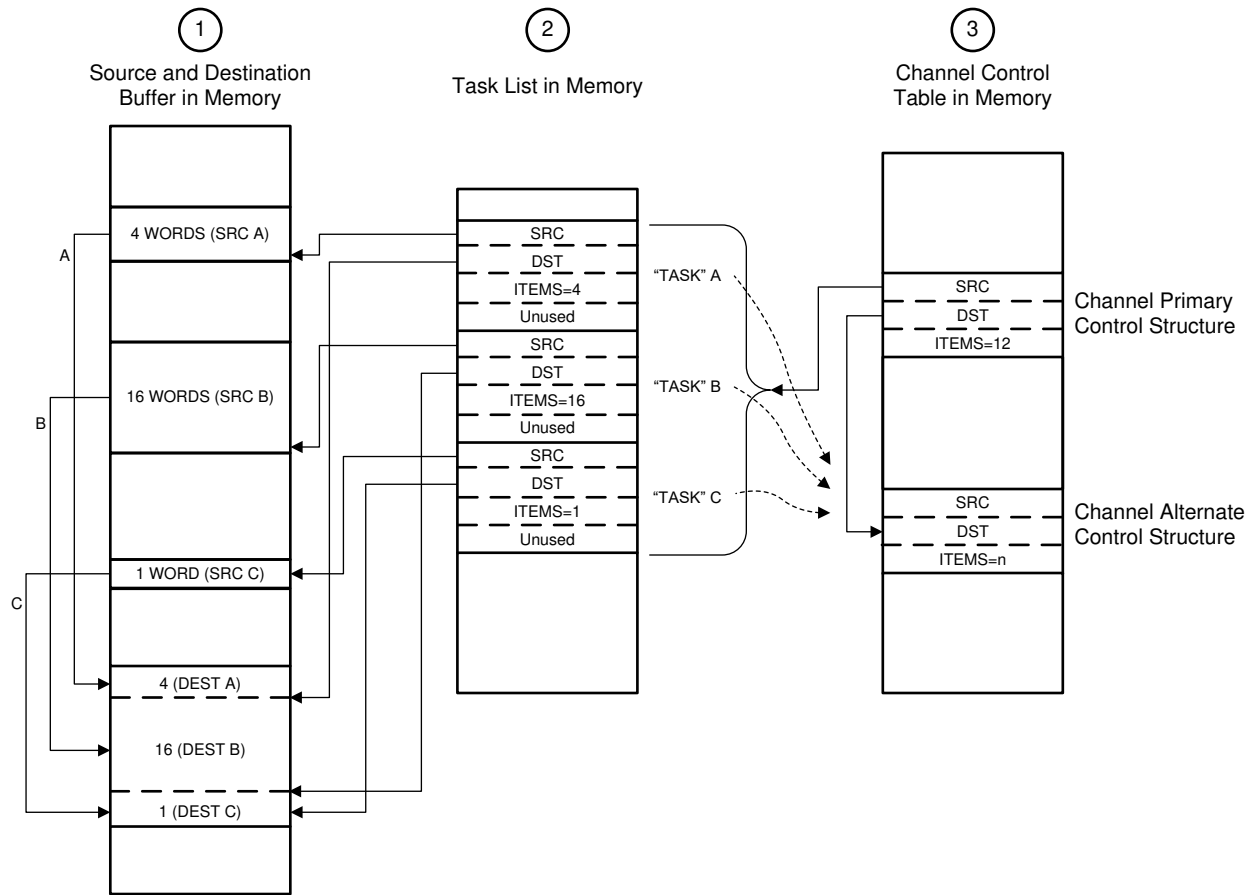 1
Source and Destination
Buffer in Memory
4 WORDS (SRC A)
A
16 WORDS (SRC B)
B
1 WORD (SRC C)
C
4 (DEST A)
16 (DEST B)
1 (DEST C)
2
Task List in Memory
SRC
DST
ITEMS=4
Unused
SRC
DST
ITEMS=16
Unused
SRC
DST
ITEMS=1
Unused
“TASK” A
“TASK” B
“TASK” C
3
Channel Control
Table in Memory
SRC
DST
ITEMS=12
Channel Primary
Control Structure
SRC
DST
ITEMS=n
Channel Alternate
Control Structure